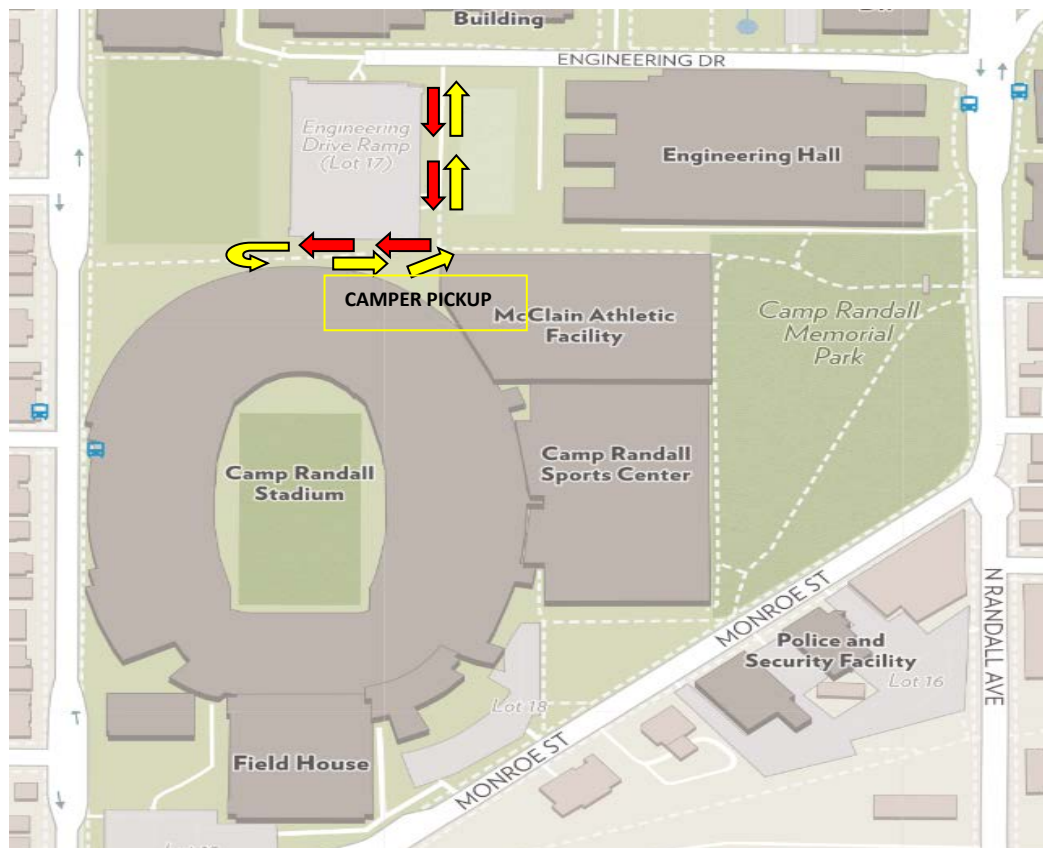 Building
ENGINEERING DR
Engineering
Drive Ramp
(Lot 17)
Engineering Hall
CAMPER PICKUP
McClain Athletic
Facility
Camp Randall
Memorial
Park
Camp Randall
Stadium
Camp Randall
Sports Center
MONROE ST
N RANDALL AVE
Police and
Security Facility
Lot 16
Lot 18
Field House
MONROE ST